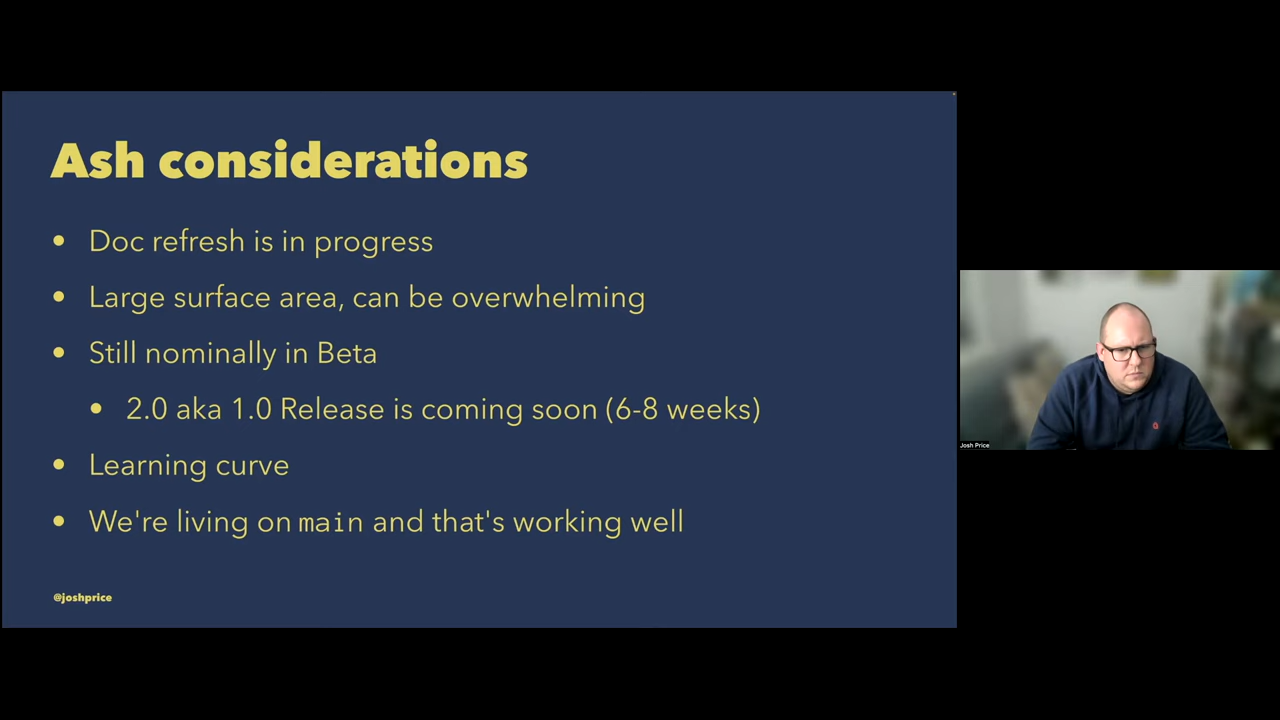 Ash considerations
• Doc refresh is in progress
• Large surface area, can be overwhelming
• Still nominally in Beta
• 2.0 aka 1.0 Release is coming soon (6-8 weeks)
• Learning curve
• We're living on main and that's working well
@joshprice
Josh Price